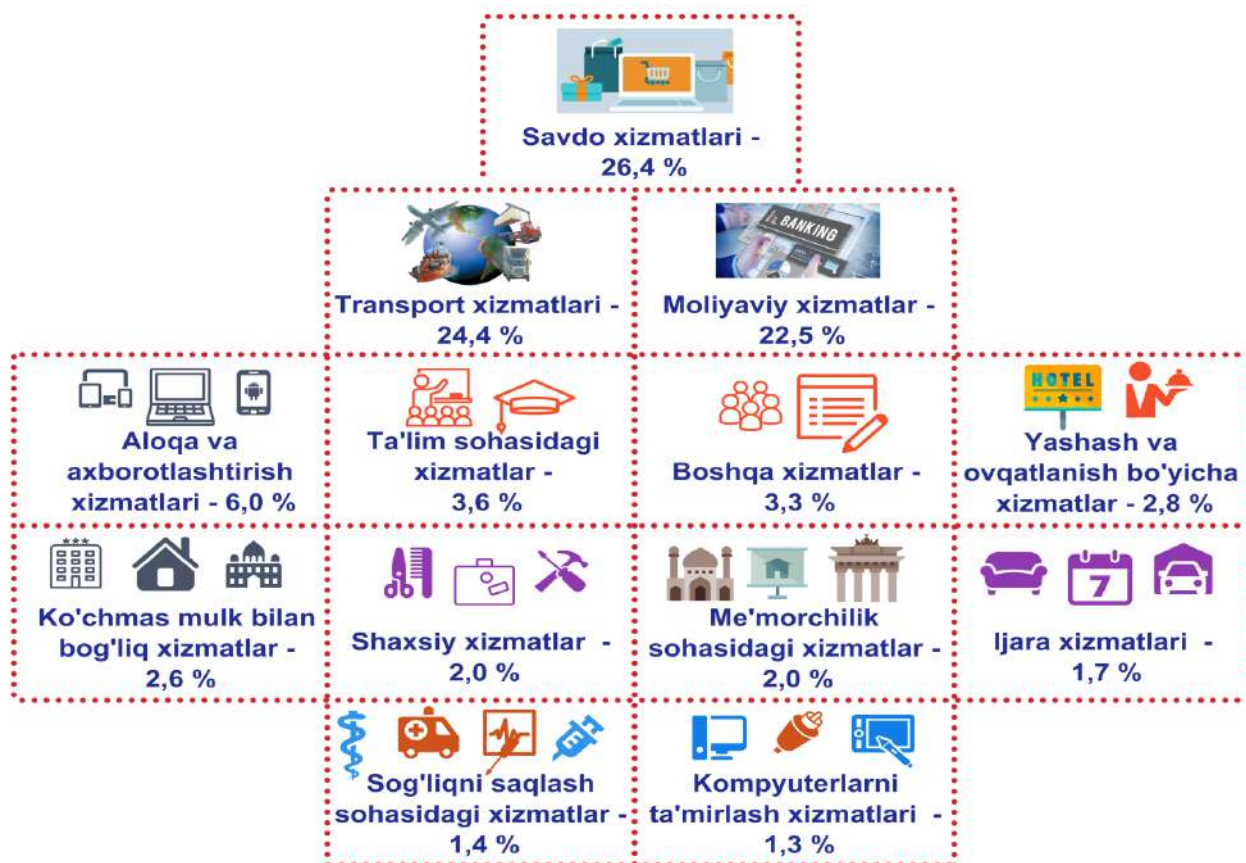 Savdo xizmatlari -
26,4 %
BANKING
Transport xizmatlari -
24,4 %
Moliyaviy xizmatlar -
22,5 %
Aloqa va
axborotlashtirish
xizmatlari - 6,0 %
Ta'lim sohasidagi
xizmatlar -
3,6 %
Boshqa xizmatlar -
3,3 %
HOTEL
Yashash va
ovqatlanish bo'yicha
xizmatlar - 2,8 %
Ko'chmas mulk bilan
bog'liq xizmatlar -
2,6 %
Shaxsiy xizmatlar -
2,0 %
Me'morchilik
sohasidagi xizmatlar -
2,0 %
7
Ijara xizmatlari -
1,7 %
Sog'liqni saqlash
sohasidagi xizmatlar -
1,4 %
Kompyuterlarni
ta'mirlash xizmatlari -
1,3 %